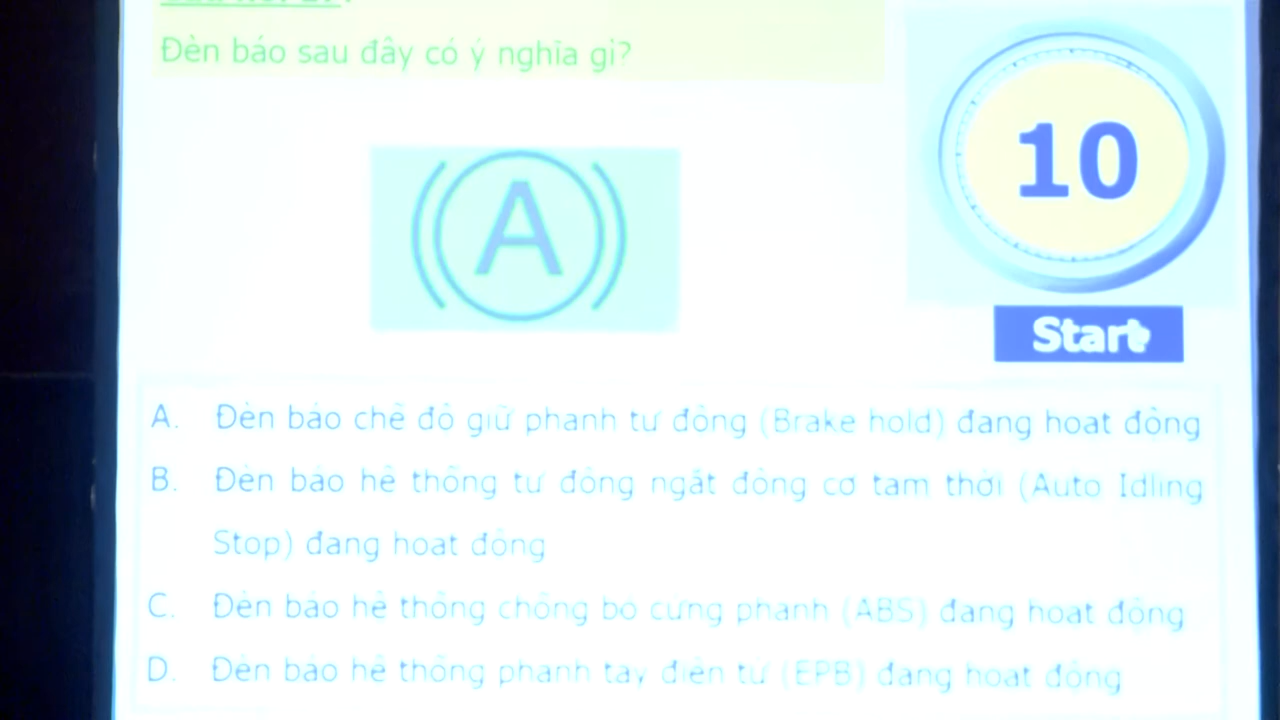 Đèn báo sau đây có ý nghĩa gì?
A
10
Start
A. Đèn báo chế độ giữ phanh tự động (Brake hold) đang hoạt động
B. Đèn báo hệ thống tự động ngắt động cơ tạm thời (Auto Idling
Stop) đang hoạt động
C. Đèn báo hệ thống chống bó cứng phanh (ABS) đang hoạt động
D. Đèn báo hệ thống phanh tay điện tử (EPB) đang hoạt động